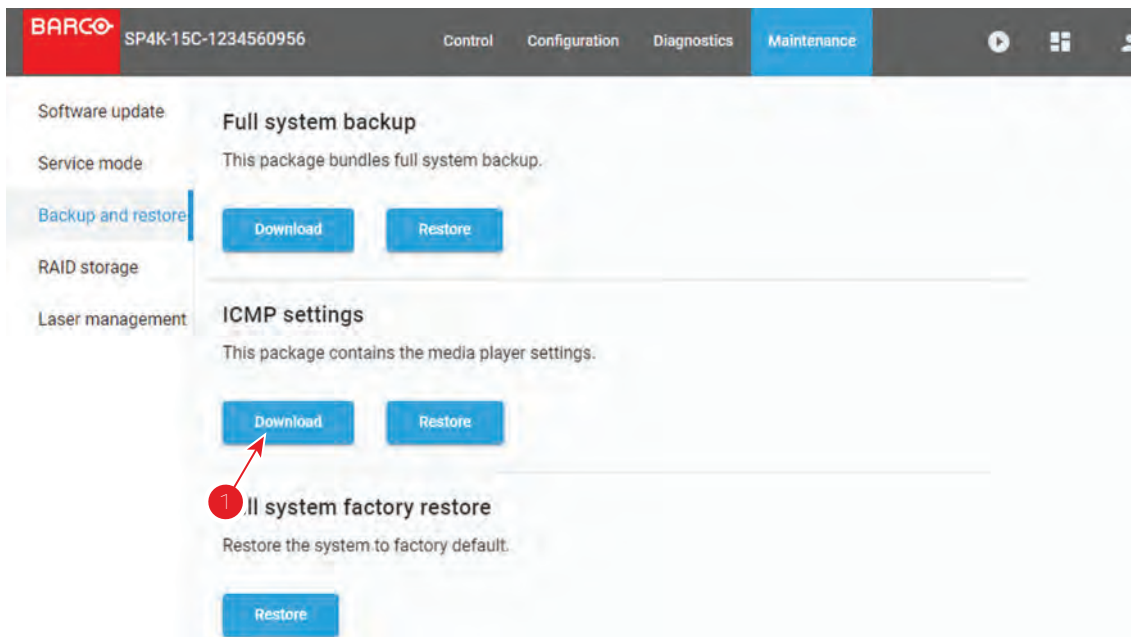 BARCO
SP4K-15C-1234560956
Control Configuration Diagnostics Maintenance
Software update
Service mode
Backup and restore
RAID storage
Laser management
Full system backup
This package bundles full system backup.
Download Restore
ICMP settings
This package contains the media player settings.
Download Restore
1
ll system factory restore
Restore the system to factory default.
Restore